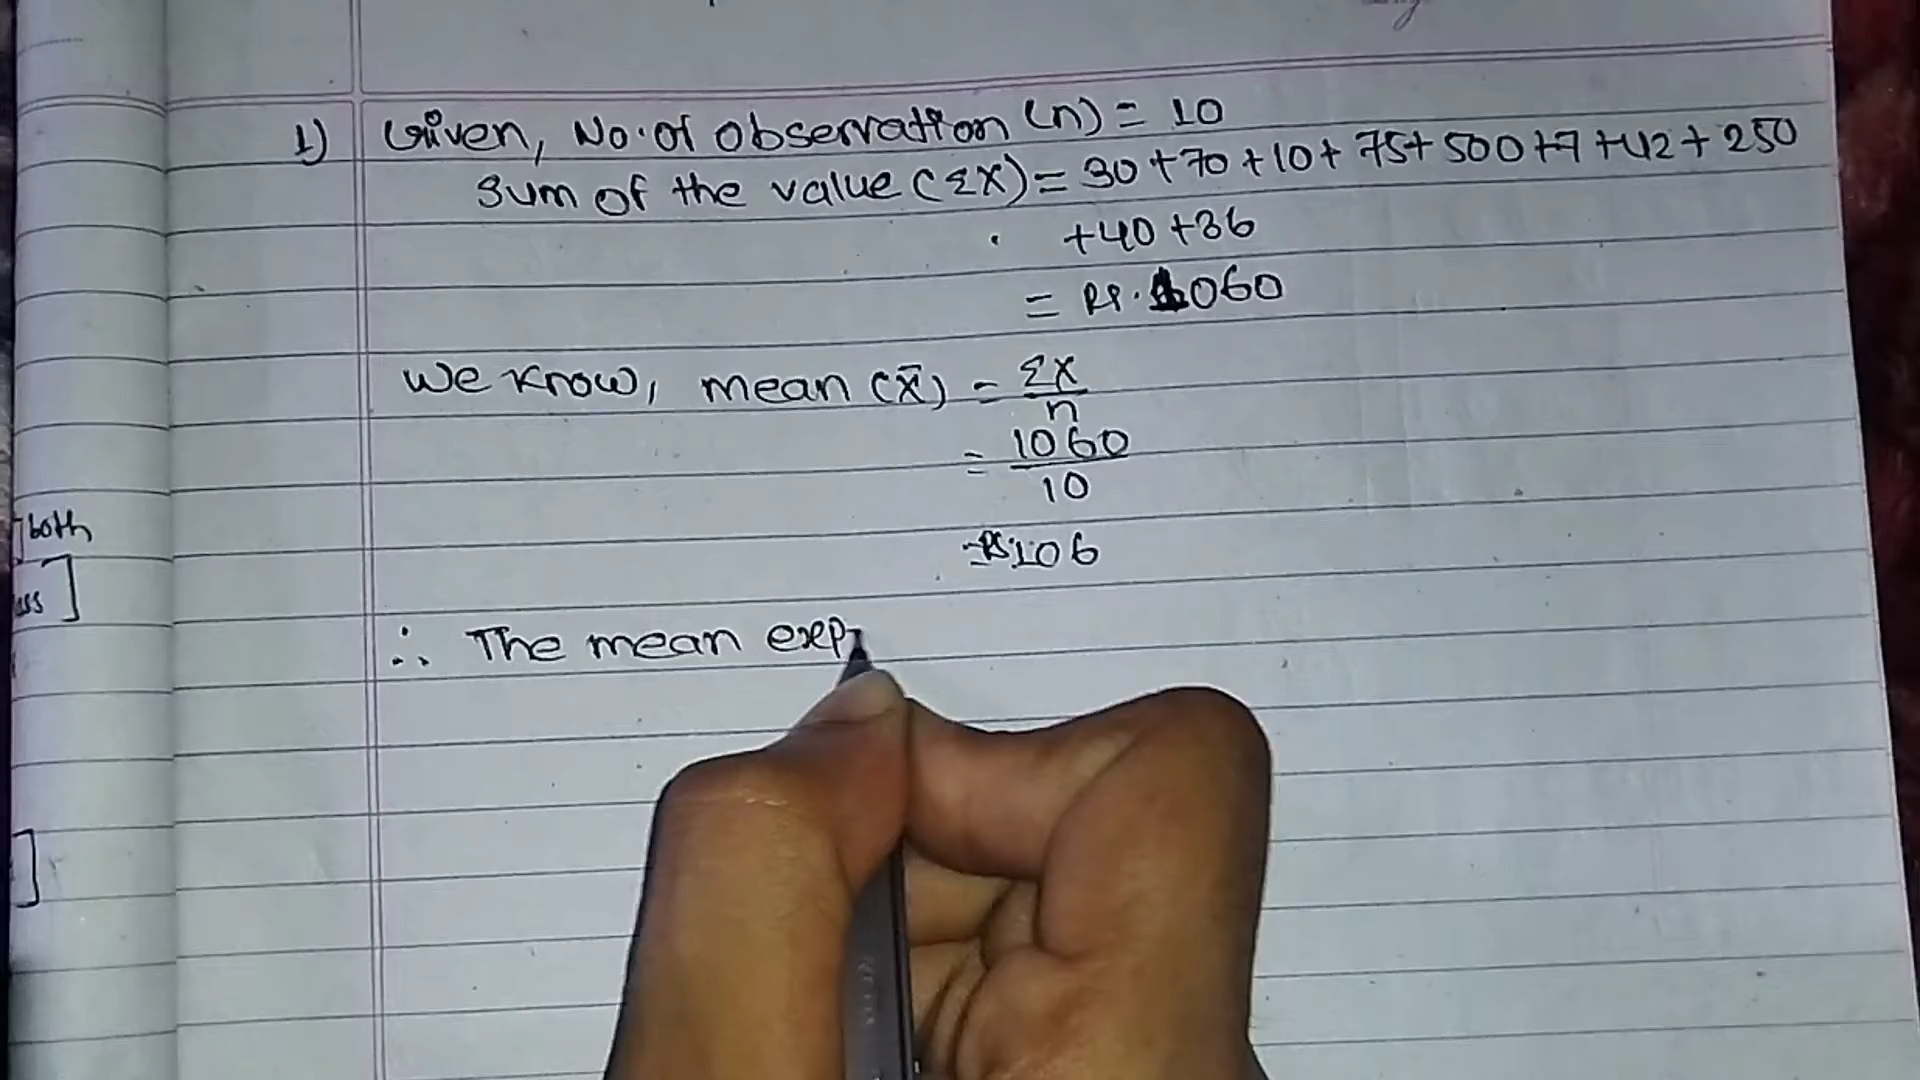 1) Given, No. of observation (n) = 10
Sum of the value (ΣX) = 30 + 70 + 10 + 75 + 500 + 7 + 42 + 250
+ 40 + 36
= Rs. 1060
We know, mean (x̄) = ΣX/n
= 1060/10
= Rs. 106
both
ass ]
]
∴ The mean exp